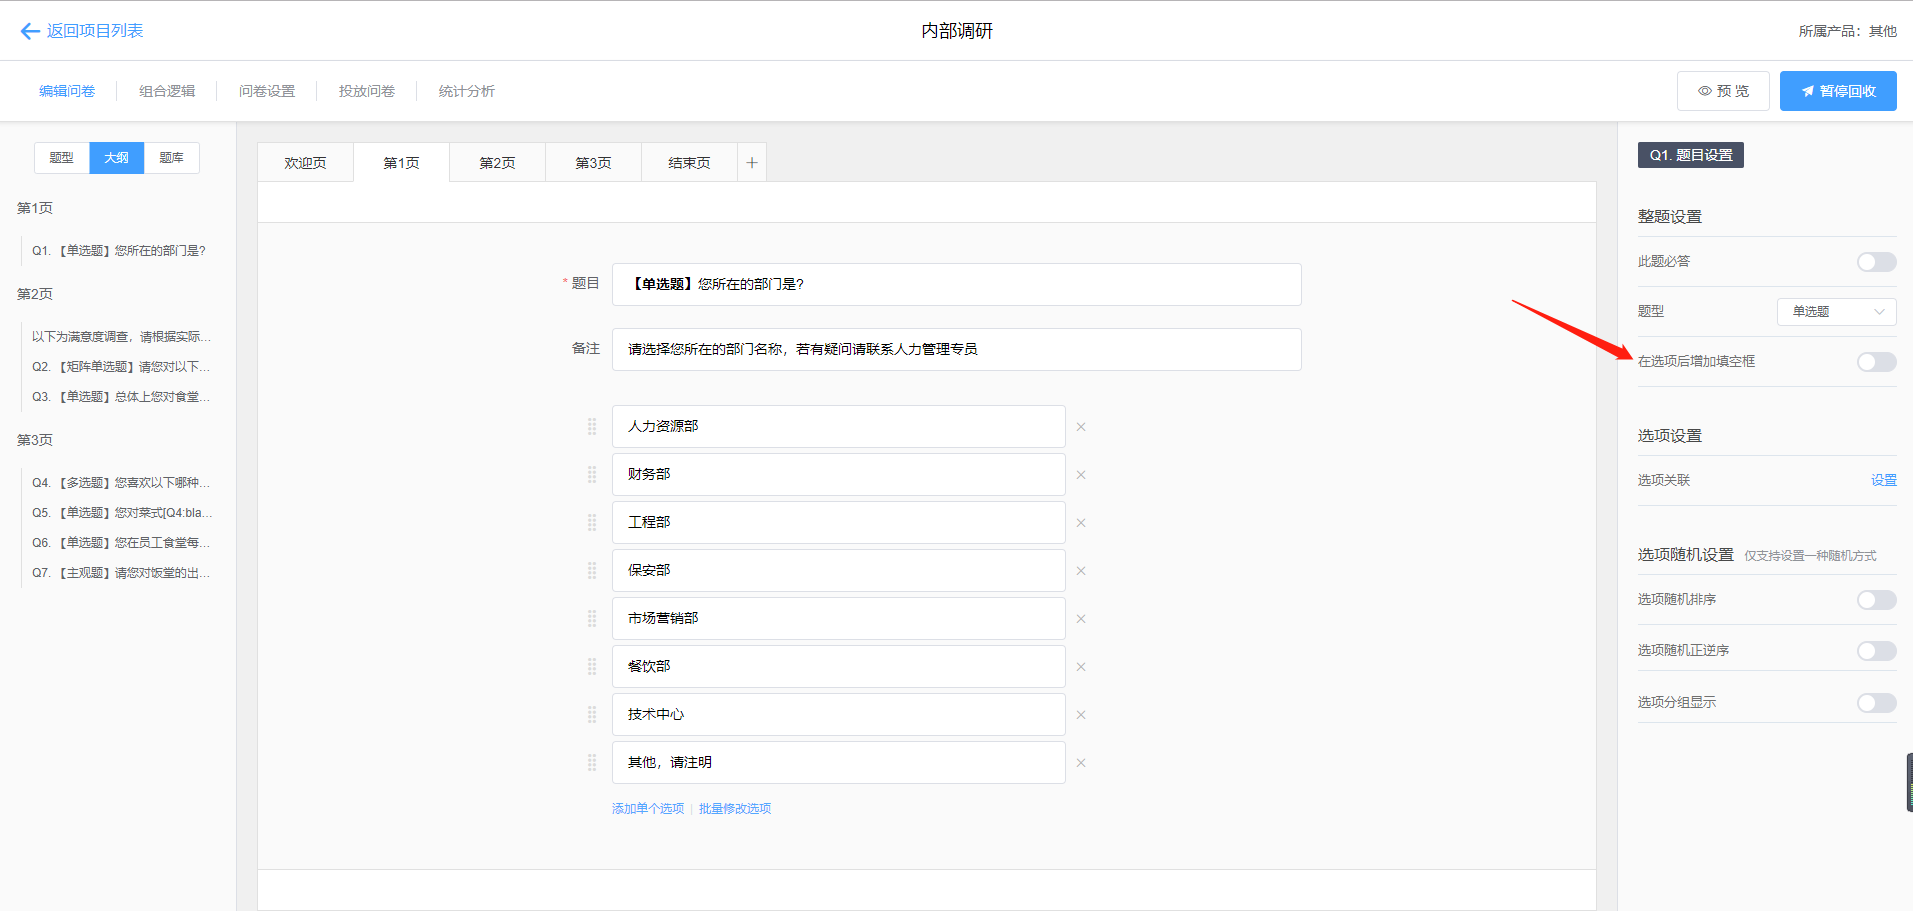 返回项目列表
内部调研
所属产品：其他
编辑问卷
组合逻辑
问卷设置
投放问卷
统计分析
预 览
暂停回收
题型
大纲
题库
第1页
Q1. 【单选题】您所在的部门是?
第2页
以下为满意度调查，请根据实际...
Q2. 【矩阵单选题】请您对以下...
Q3. 【单选题】总体上您对食堂...
第3页
Q4. 【多选题】您喜欢以下哪种...
Q5. 【单选题】您对菜式[Q4:bla...
Q6. 【单选题】您在员工食堂每...
Q7. 【主观题】请您对饭堂的出...
欢迎页
第1页
第2页
第3页
结束页
+
* 题目
【单选题】您所在的部门是?
备注
请选择您所在的部门名称，若有疑问请联系人力管理专员
人力资源部
财务部
工程部
保安部
市场营销部
餐饮部
技术中心
其他，请注明
添加单个选项 | 批量修改选项
Q1. 题目设置
整题设置
此题必答
题型
单选题
在选项后增加填空框
选项设置
选项关联
设置
选项随机设置 仅支持设置一种随机方式
选项随机排序
选项随机正逆序
选项分组显示